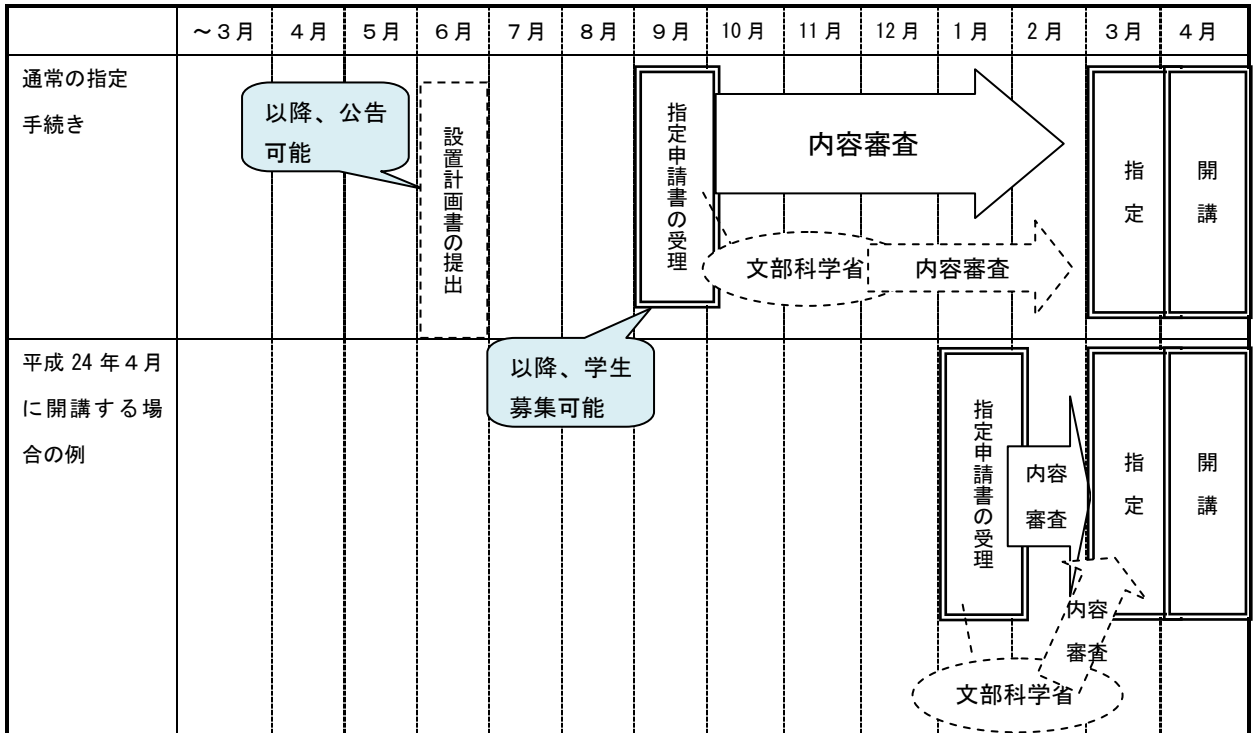 ～３月 ４月 ５月 ６月 ７月 ８月 ９月 10月 11月 12月 １月 ２月 ３月 ４月
通常の指定
手続き
以降、公告
可能
設置計画書の提出
指定申請書の受理
内容審査
文部科学省
内容審査
指定
開講
以降、学生
募集可能
平成24年４月
に開講する場
合の例
指定申請書の受理
内容
審査
指定
開講
内容
審査
文部科学省